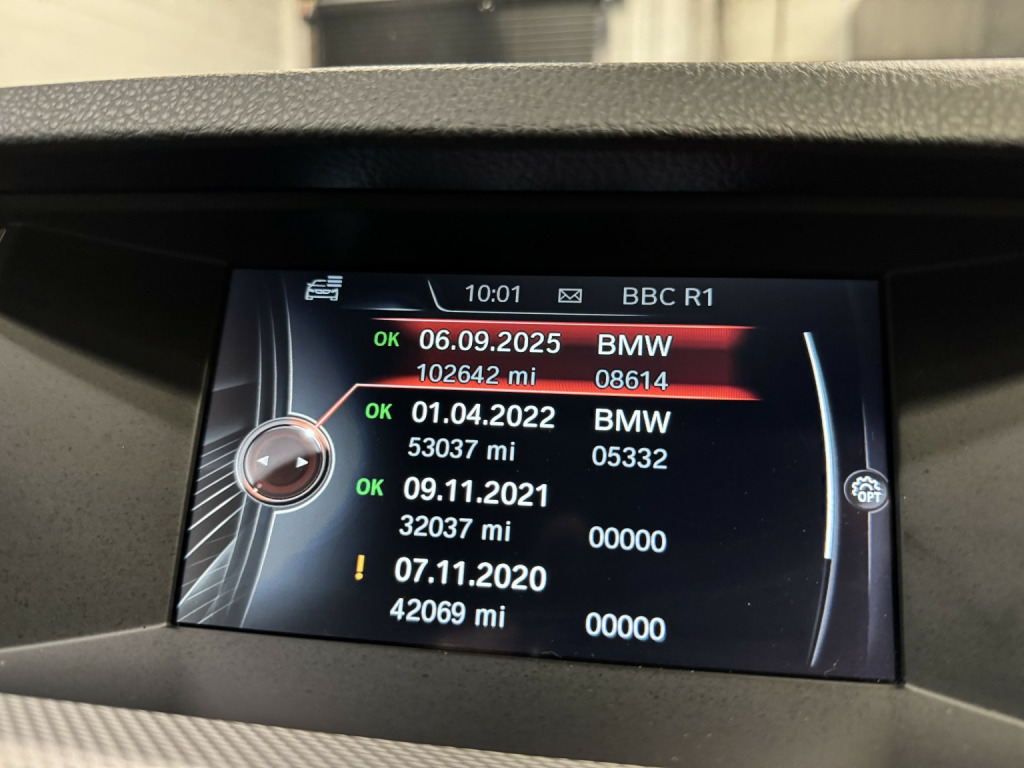 10:01 BBC R1
OK 06.09.2025 BMW
102642 mi 08614
OK 01.04.2022 BMW
53037 mi 05332
OK 09.11.2021
32037 mi 00000
! 07.11.2020
42069 mi 00000
OPT